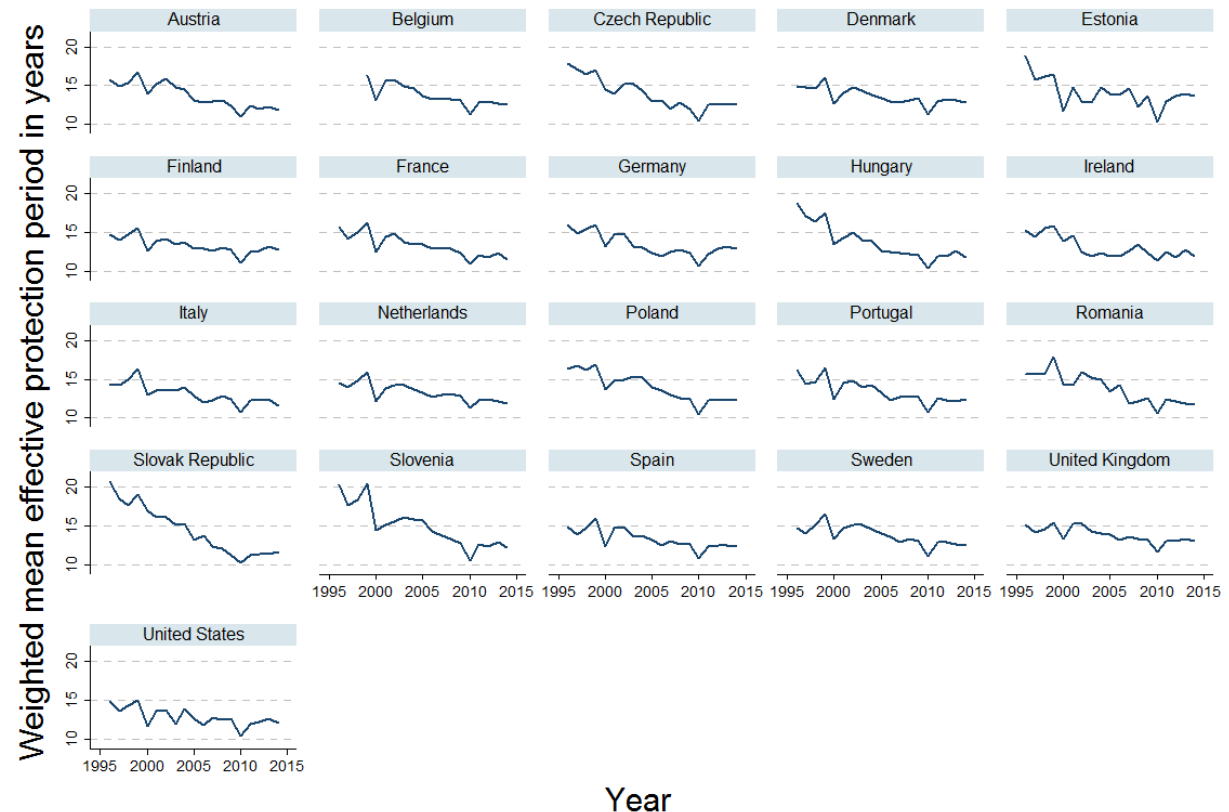 Weighted mean effective protection period in years
Austria
Belgium
Czech Republic
Denmark
Estonia
20
15
10
Finland
France
Germany
Hungary
Ireland
20
15
10
Italy
Netherlands
Poland
Portugal
Romania
20
15
10
Slovak Republic
Slovenia
Spain
Sweden
United Kingdom
20
15
10
1995 2000 2005 2010 2015
1995 2000 2005 2010 2015
1995 2000 2005 2010 2015
1995 2000 2005 2010 2015
United States
20
15
10
1995 2000 2005 2010 2015
Year